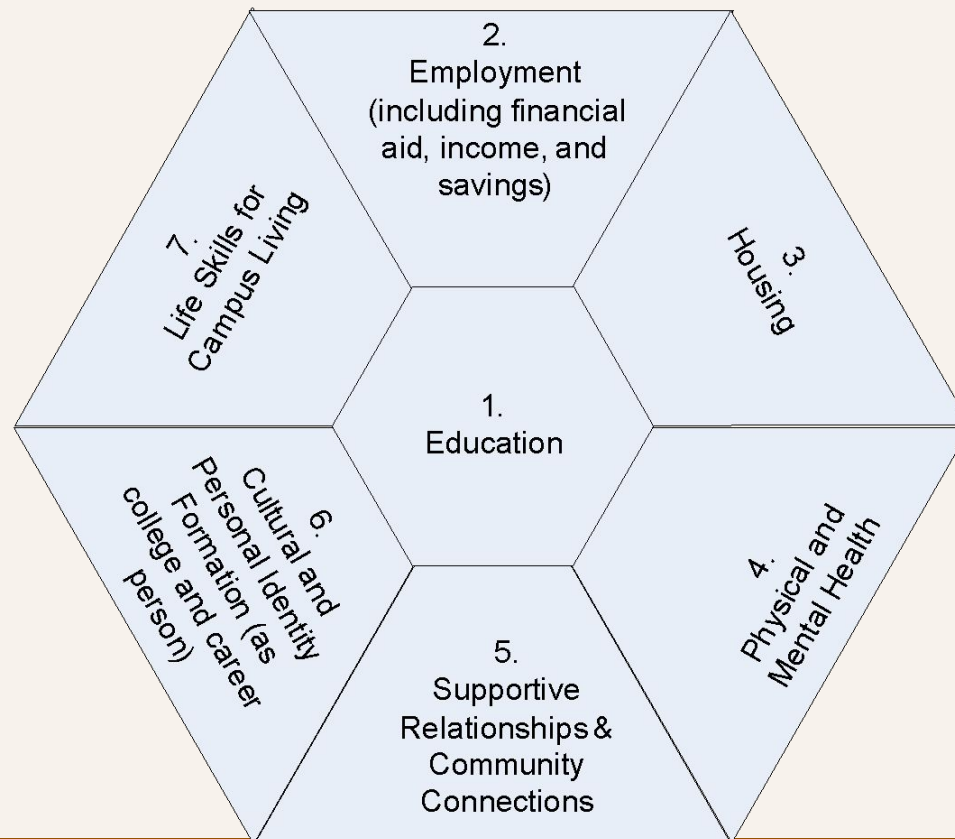 2.
Employment
(including financial
aid, income, and
savings)
7.
Life Skills for
Campus Living
3.
Housing
1.
Education
6.
Cultural and
Personal Identity
Formation (as
college and career
person)
4.
Physical and
Mental Health
5.
Supportive
Relationships &
Community
Connections